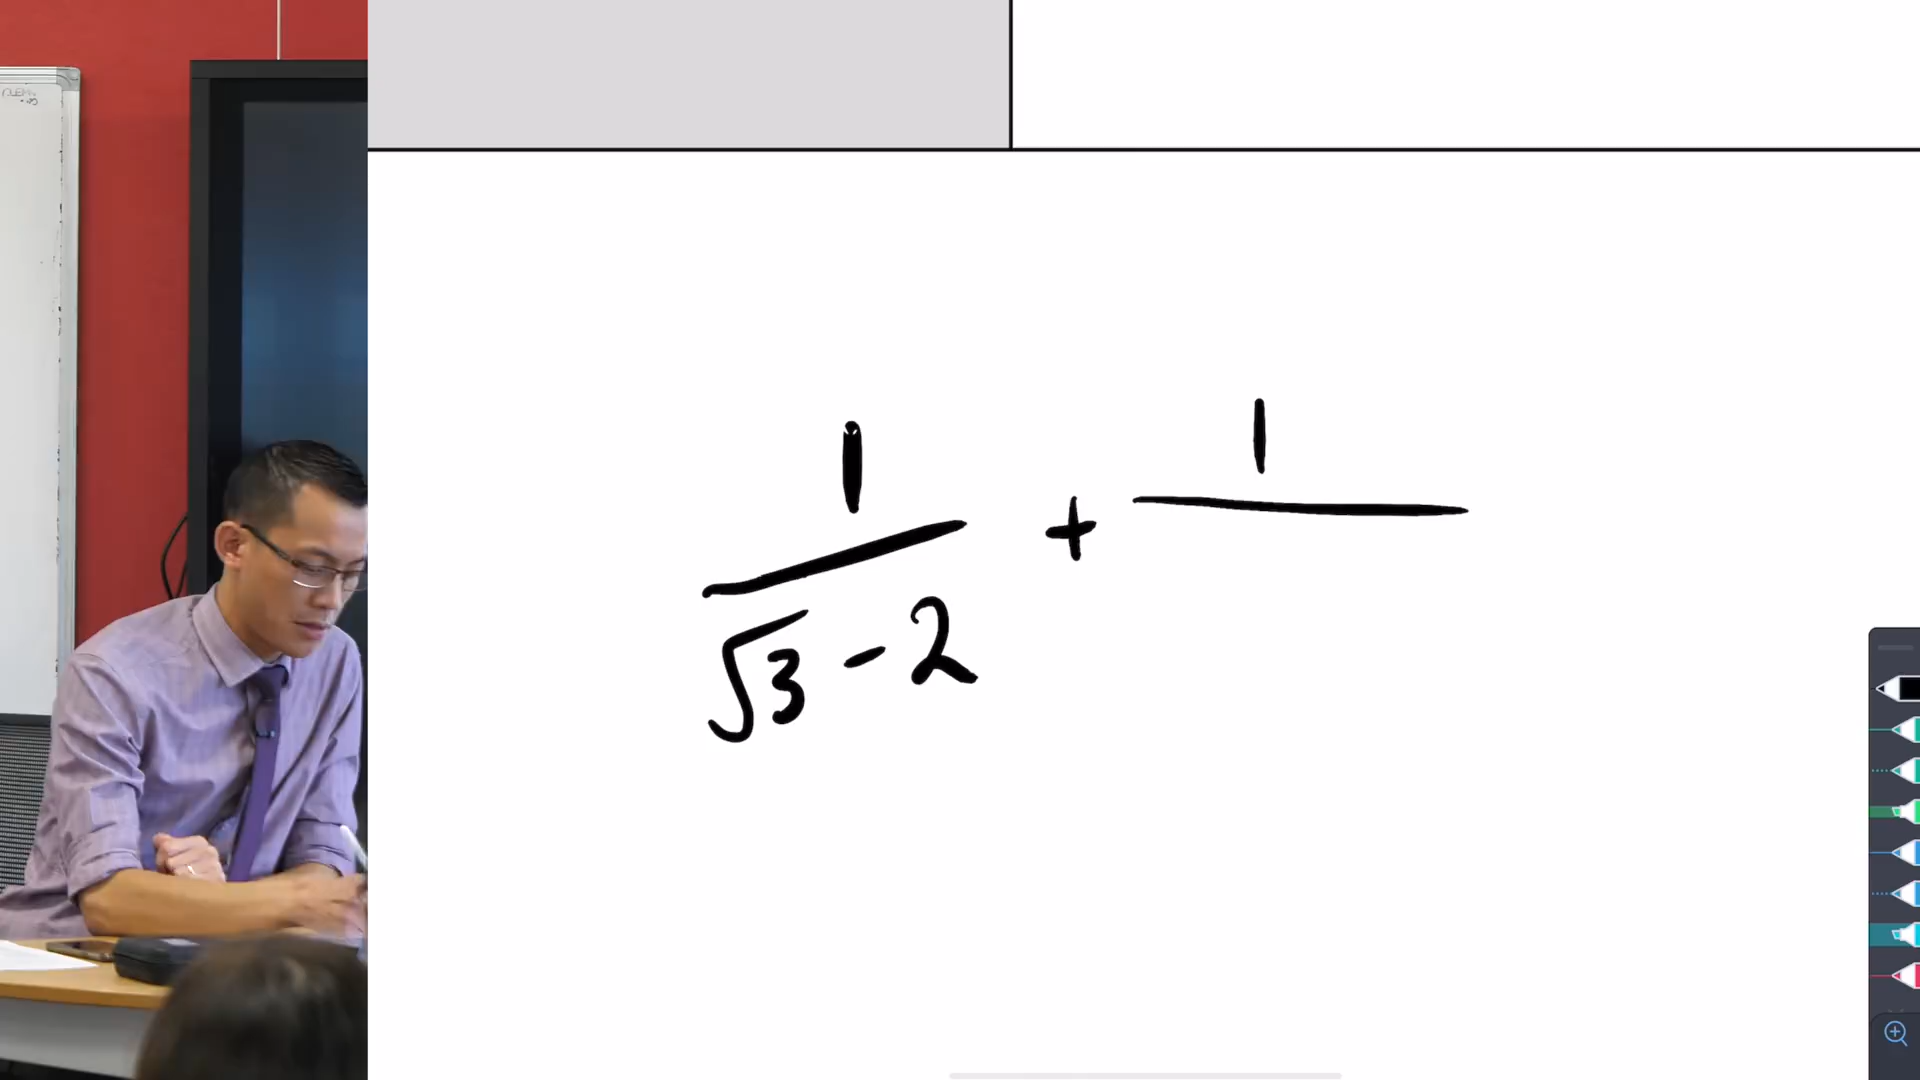 1/(√3 - 2) + 1/